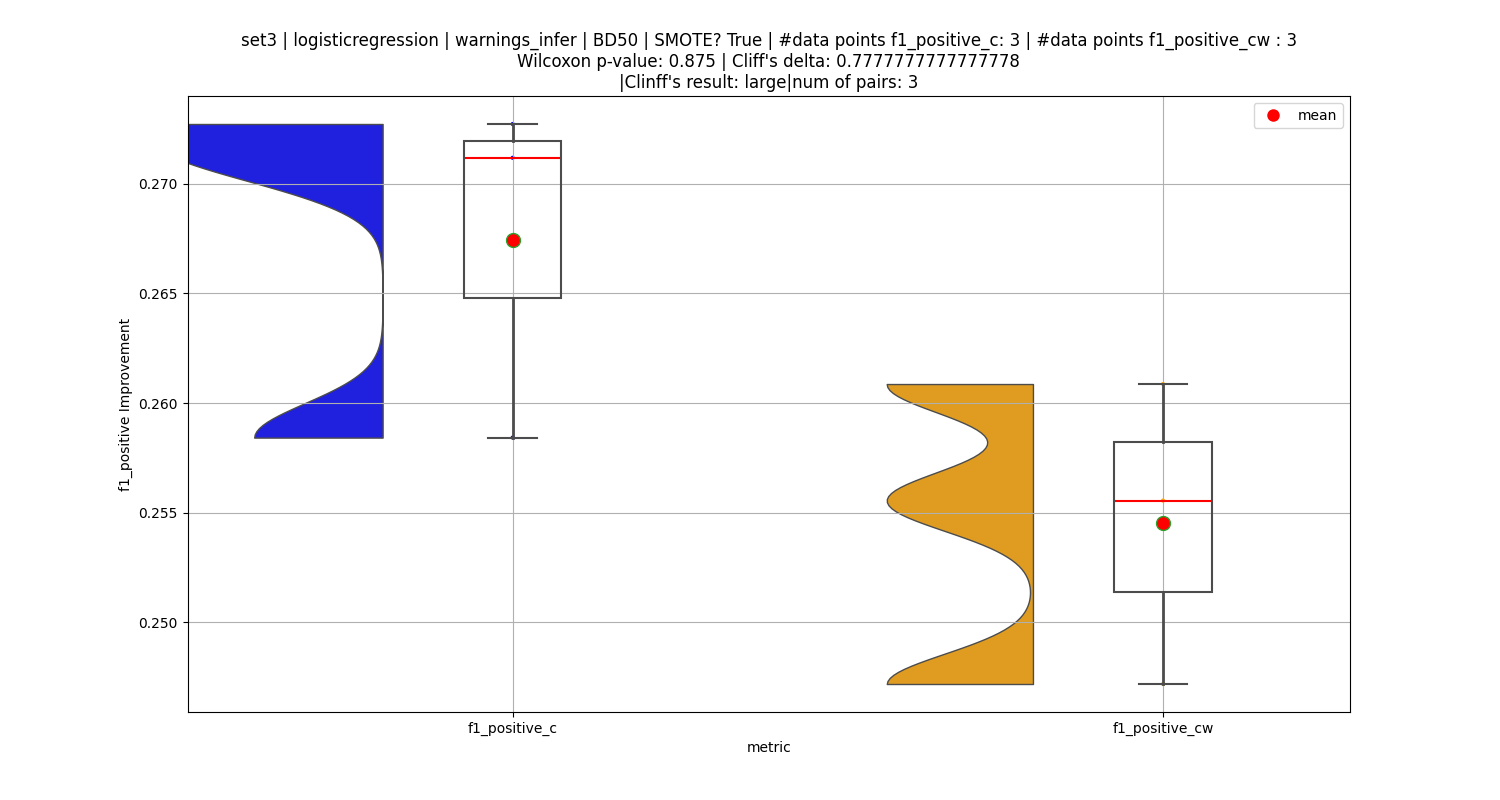 set3 | logisticregression | warnings_infer | BD50 | SMOTE? True | #data points f1_positive_c: 3 | #data points f1_positive_cw : 3
Wilcoxon p-value: 0.875 | Cliff's delta: 0.7777777777777778
|Clinff's result: large|num of pairs: 3
mean
0.270
0.265
0.260
0.255
0.250
f1_positive Improvement
f1_positive_c
f1_positive_cw
metric